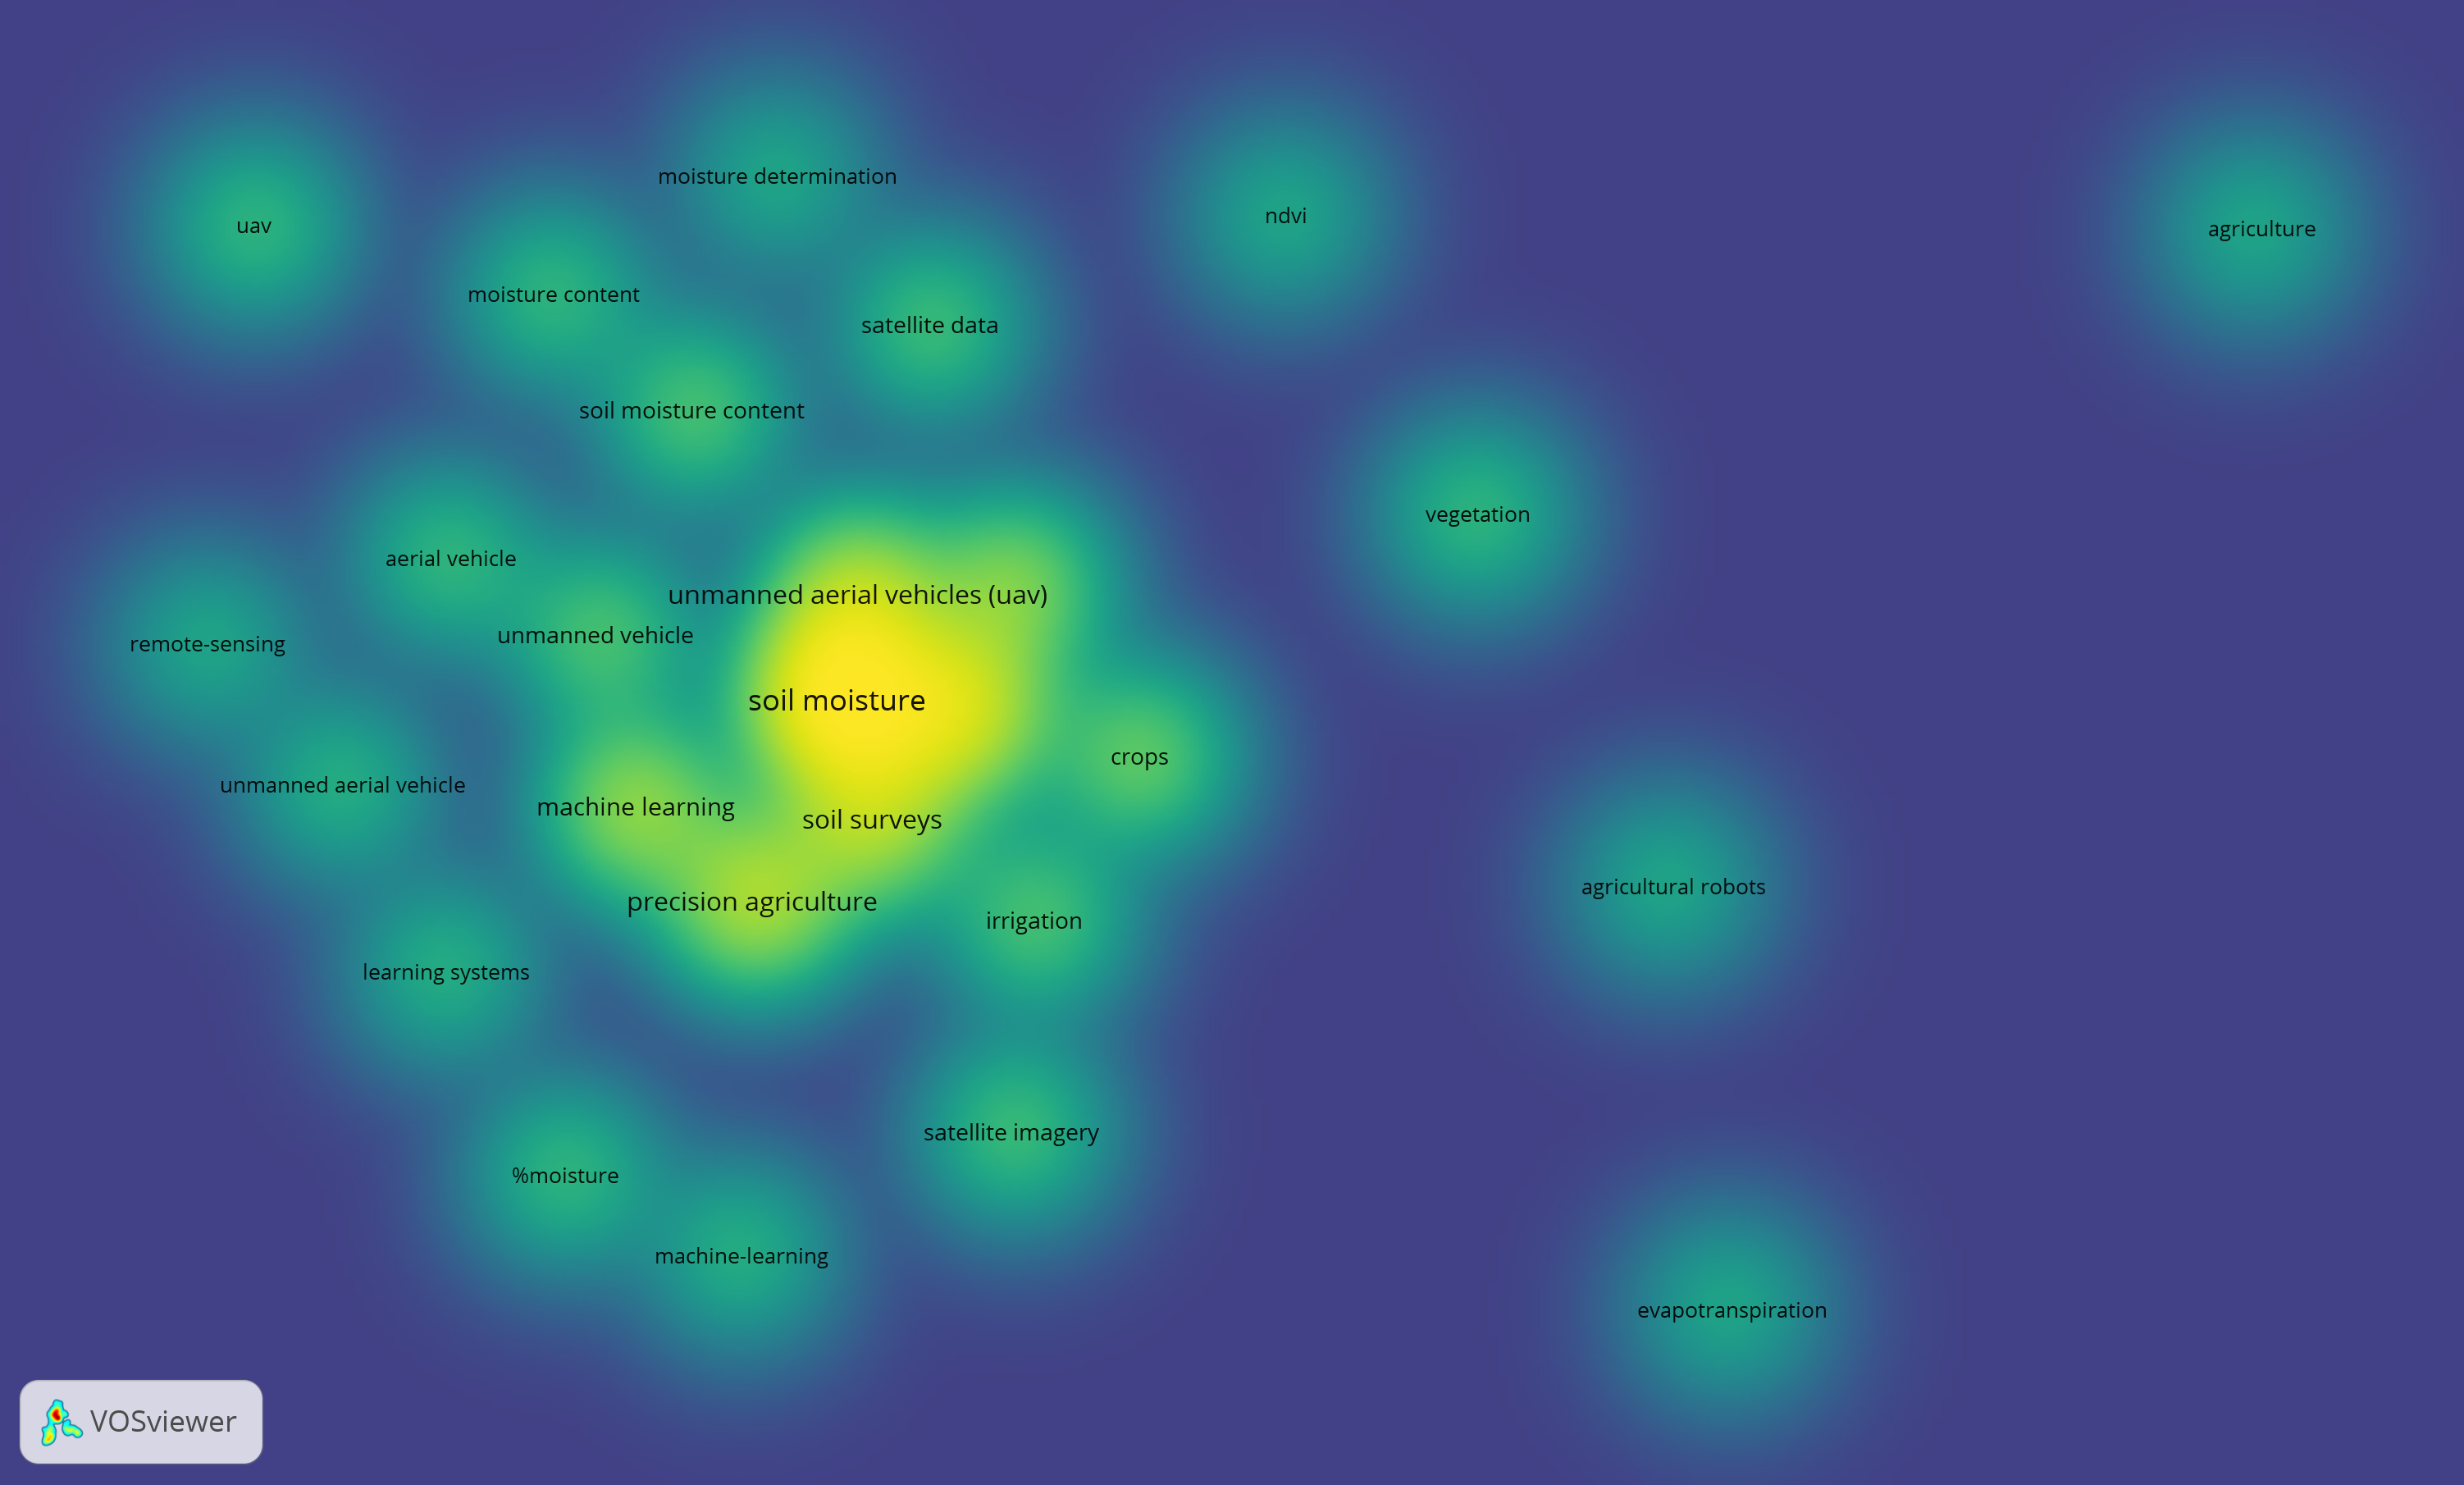 moisture determination
ndvi
uav
agriculture
moisture content
satellite data
soil moisture content
vegetation
aerial vehicle
unmanned aerial vehicles (uav)
unmanned vehicle
remote-sensing
soil moisture
crops
unmanned aerial vehicle
machine learning
soil surveys
agricultural robots
precision agriculture
irrigation
learning systems
satellite imagery
%moisture
machine-learning
evapotranspiration
VOSviewer